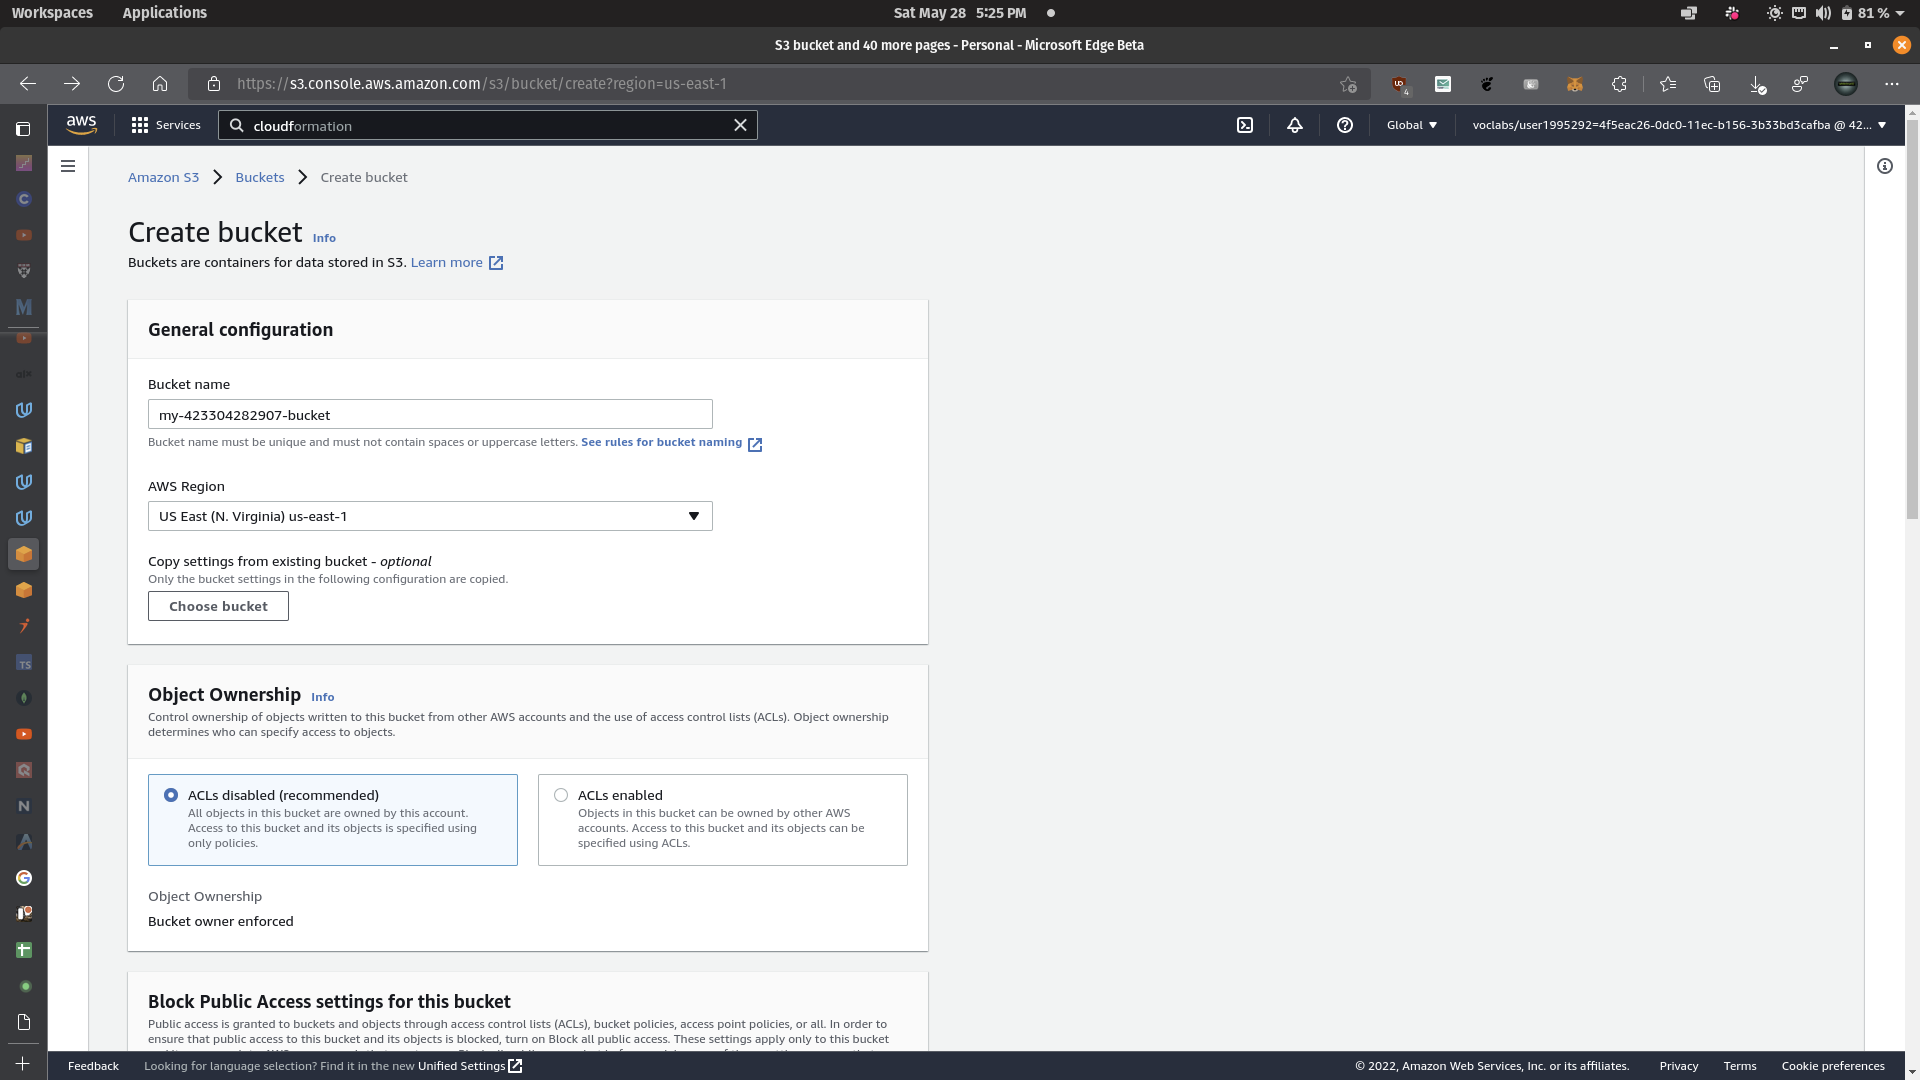 Workspaces
Applications
Sat May 28 5:25 PM
81 %
S3 bucket and 40 more pages - Personal - Microsoft Edge Beta
https://s3.console.aws.amazon.com/s3/bucket/create?region=us-east-1
4
aws
Services
cloudformation
Global
voclabs/user1995292=4f5eac26-0dc0-11ec-b156-3b33bd3cafba @ 42...
Amazon S3
Buckets
Create bucket
Create bucket Info
Buckets are containers for data stored in S3. Learn more
General configuration
Bucket name
my-423304282907-bucket
Bucket name must be unique and must not contain spaces or uppercase letters. See rules for bucket naming
AWS Region
US East (N. Virginia) us-east-1
Copy settings from existing bucket - optional
Only the bucket settings in the following configuration are copied.
Choose bucket
Object Ownership Info
Control ownership of objects written to this bucket from other AWS accounts and the use of access control lists (ACLs). Object ownership
determines who can specify access to objects.
ACLs disabled (recommended)
All objects in this bucket are owned by this account.
Access to this bucket and its objects is specified using
only policies.
ACLs enabled
Objects in this bucket can be owned by other AWS
accounts. Access to this bucket and its objects can be
specified using ACLs.
Object Ownership
Bucket owner enforced
Block Public Access settings for this bucket
Public access is granted to buckets and objects through access control lists (ACLs), bucket policies, access point policies, or all. In order to
ensure that public access to this bucket and its objects is blocked, turn on Block all public access. These settings apply only to this bucket
Feedback
Looking for language selection? Find it in the new Unified Settings
© 2022, Amazon Web Services, Inc. or its affiliates.
Privacy
Terms
Cookie preferences